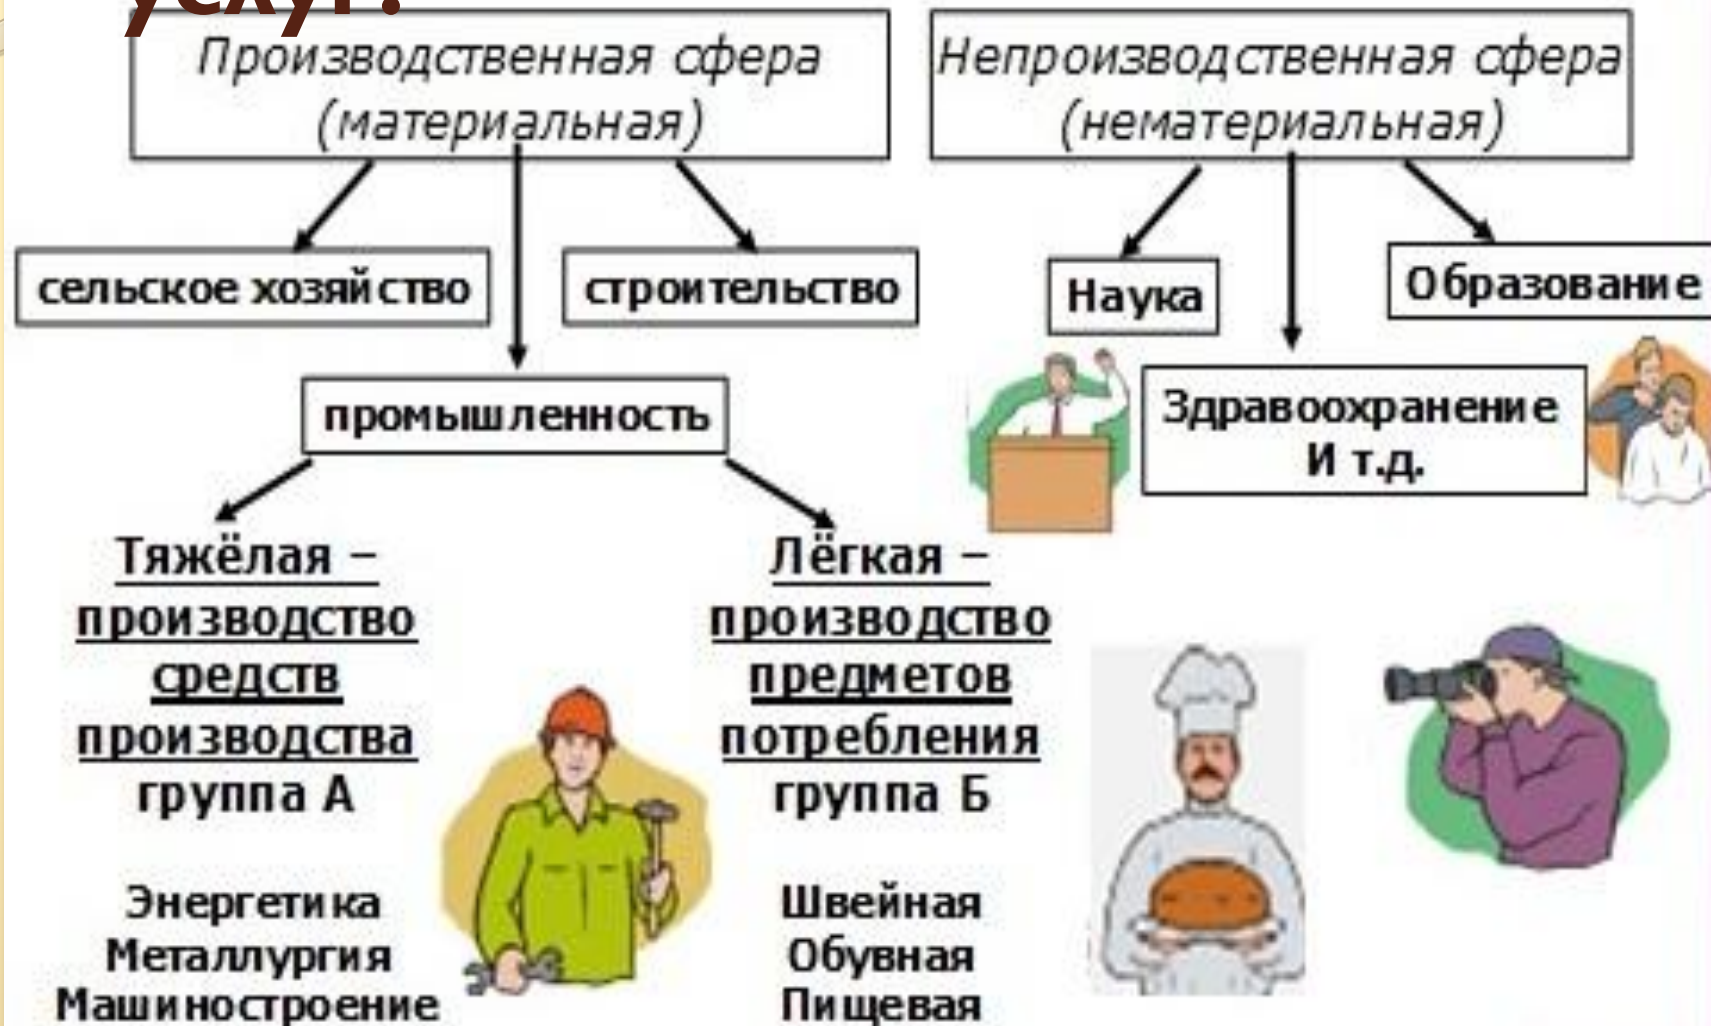 услуг.
Производственная сфера
(материальная)
Непроизводственная сфера
(нематериальная)
сельское хозяйство
строительство
Наука
Образование
промышленность
Здравоохранение
И т.д.
Тяжёлая –
производство
средств
производства
группа А
Энергетика
Металлургия
Машиностроение
Лёгкая –
производство
предметов
потребления
группа Б
Швейная
Обувная
Пищевая